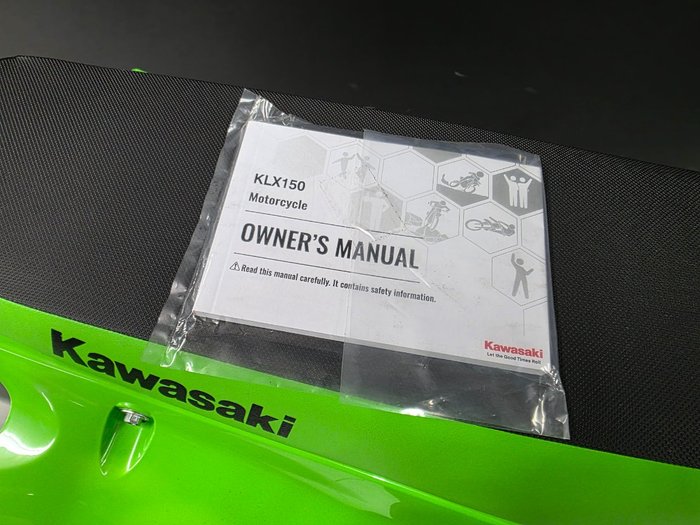 KLX150
Motorcycle
OWNER'S MANUAL
⚠Read this manual carefully. It contains safety information.
Kawasaki
Let the Good Times Roll
Kawasaki